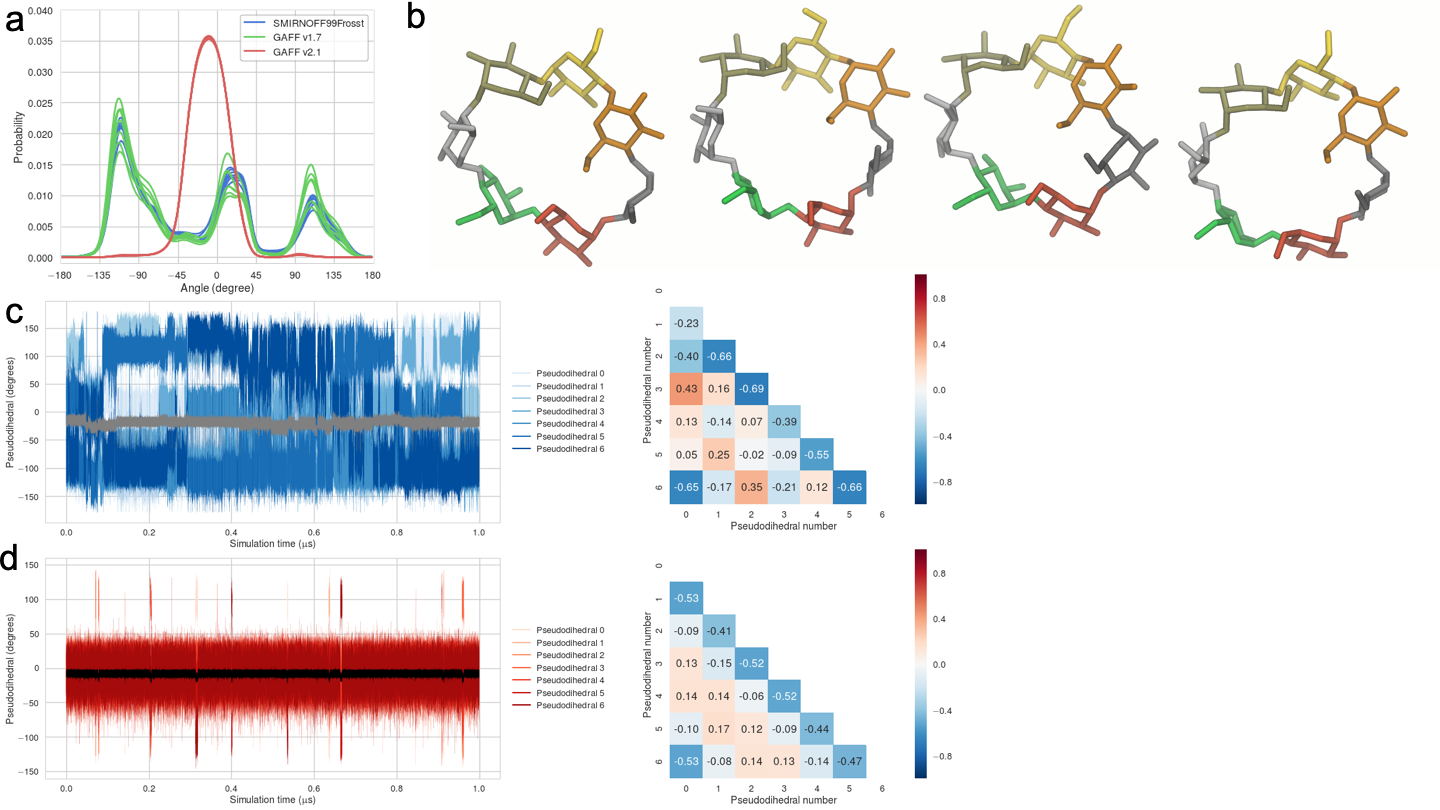 a
0.040
0.035
0.030
0.025
0.020
0.015
0.010
0.005
0.000
Probability
−180 −135 −90 −45 0 45 90 135 180
Angle (degree)
SMIRNOFF99Frosst
GAFF v1.7
GAFF v2.1
b
c
150
100
50
0
−50
−100
−150
Pseudodihedral (degrees)
0.0 0.2 0.4 0.6 0.8 1.0
Simulation time (μs)
Pseudodihedral 0
Pseudodihedral 1
Pseudodihedral 2
Pseudodihedral 3
Pseudodihedral 4
Pseudodihedral 5
Pseudodihedral 6
Pseudodihedral number
0
1 -0.23
2 -0.40 -0.66
3 0.43 0.16 -0.69
4 0.13 -0.14 0.07 -0.39
5 0.05 0.25 -0.02 -0.09 -0.55
6 -0.65 -0.17 0.35 -0.21 0.12 -0.66
0 1 2 3 4 5 6
Pseudodihedral number
0.8
0.4
0.0
−0.4
−0.8
d
150
100
50
0
−50
−100
−150
Pseudodihedral (degrees)
0.0 0.2 0.4 0.6 0.8 1.0
Simulation time (μs)
Pseudodihedral 0
Pseudodihedral 1
Pseudodihedral 2
Pseudodihedral 3
Pseudodihedral 4
Pseudodihedral 5
Pseudodihedral 6
Pseudodihedral number
0
1 -0.53
2 -0.09 -0.41
3 0.13 -0.15 -0.52
4 0.14 0.14 -0.06 -0.52
5 -0.10 0.17 0.12 -0.09 -0.44
6 -0.53 -0.08 0.14 0.13 -0.14 -0.47
0 1 2 3 4 5 6
Pseudodihedral number
0.8
0.4
0.0
−0.4
−0.8